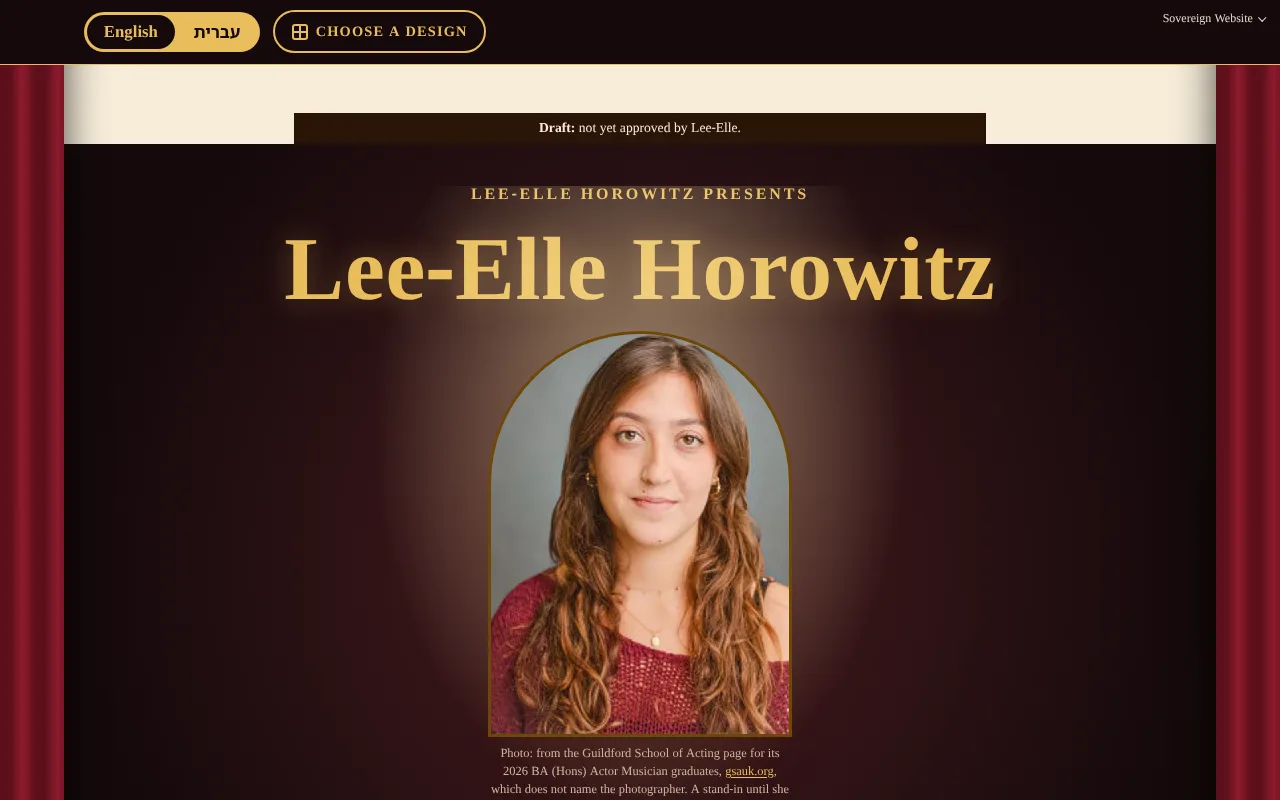 English
עברית
CHOOSE A DESIGN
Sovereign Website
Draft: not yet approved by Lee-Elle.
LEE-ELLE HOROWITZ PRESENTS
Lee-Elle Horowitz
Photo: from the Guildford School of Acting page for its
2026 BA (Hons) Actor Musician graduates, gsauk.org,
which does not name the photographer. A stand-in until she